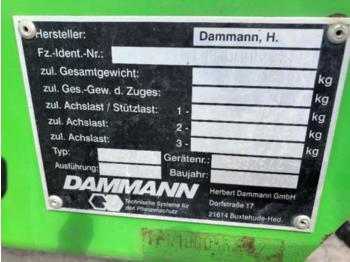 Hersteller: Dammann, H.
Fz.-Ident.-Nr.:
zul. Gesamtgewicht: kg
zul. Ges.-Gew. d. Zuges: kg
zul. Achslast / Stützlast: 1 - kg
zul. Achslast: 2 - kg
zul. Achslast: 3 - kg
Typ: Gerätenr.:
Ausführung: Baujahr:
DAMMANN
Technische Systeme für
den Pflanzenschutz
Herbert Dammann GmbH
Dorfstraße 17
21614 Buxtehude-Hed.